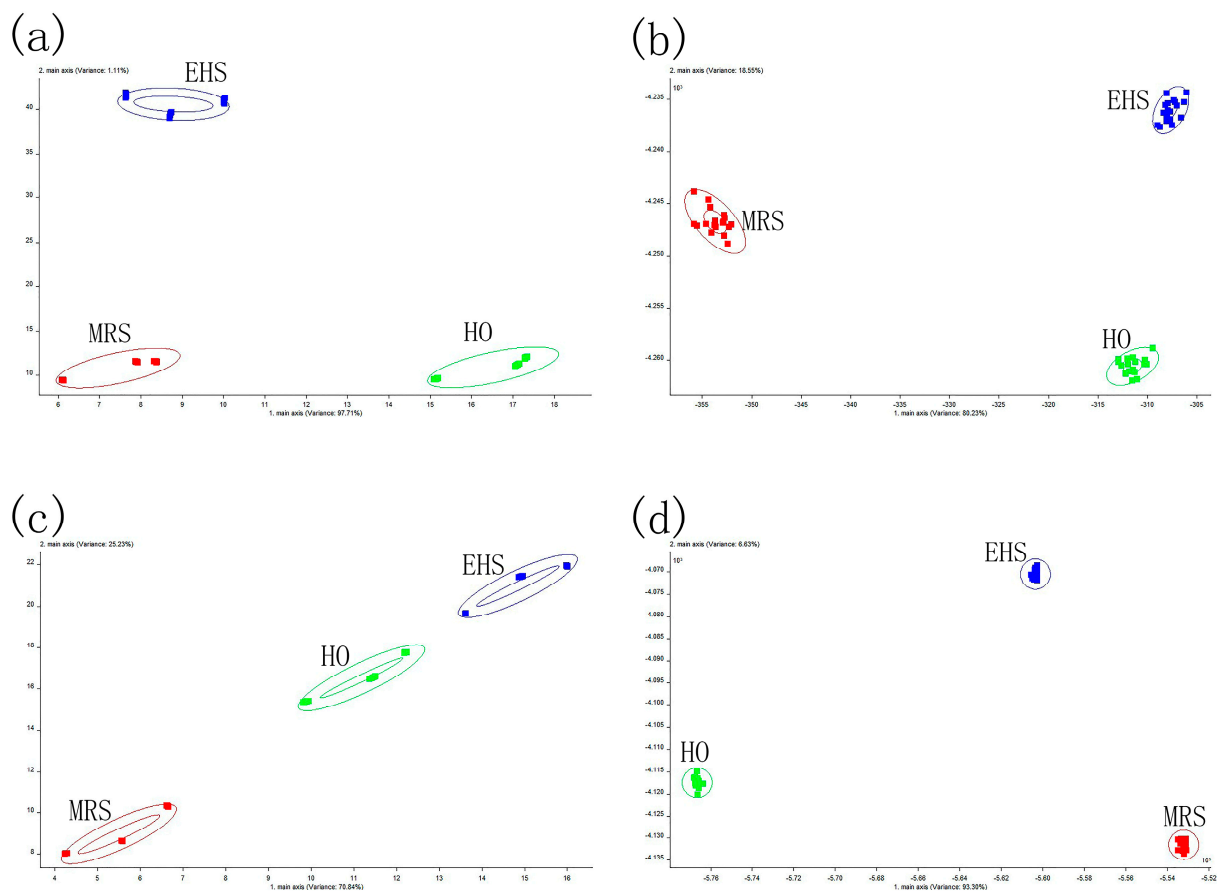 (a)
2. main axis (Variance: 1.11%)
EHS
40
35
30
25
20
15
10
MRS
HO
6 7 8 9 10 11 12 13 14 15 16 17 18
1. main axis (Variance: 97.71%)
(b)
2. main axis (Variance: 18.55%)
10³
EHS
-4.235
-4.240
-4.245
-4.250
-4.255
-4.260
MRS
HO
-355 -350 -345 -340 -335 -330 -325 -320 -315 -310 -305
1. main axis (Variance: 80.23%)
(c)
2. main axis (Variance: 25.23%)
22
20
18
16
14
12
10
8
EHS
HO
MRS
4 5 6 7 8 9 10 11 12 13 14 15 16
1. main axis (Variance: 70.84%)
(d)
2. main axis (Variance: 6.63%)
10³
EHS
-4.070
-4.075
-4.080
-4.085
-4.090
-4.095
-4.100
-4.105
-4.110
-4.115
-4.120
-4.125
-4.130
-4.135
HO
MRS
-5.76 -5.74 -5.72 -5.70 -5.68 -5.66 -5.64 -5.62 -5.60 -5.58 -5.56 -5.54 -5.52
1. main axis (Variance: 93.30%)